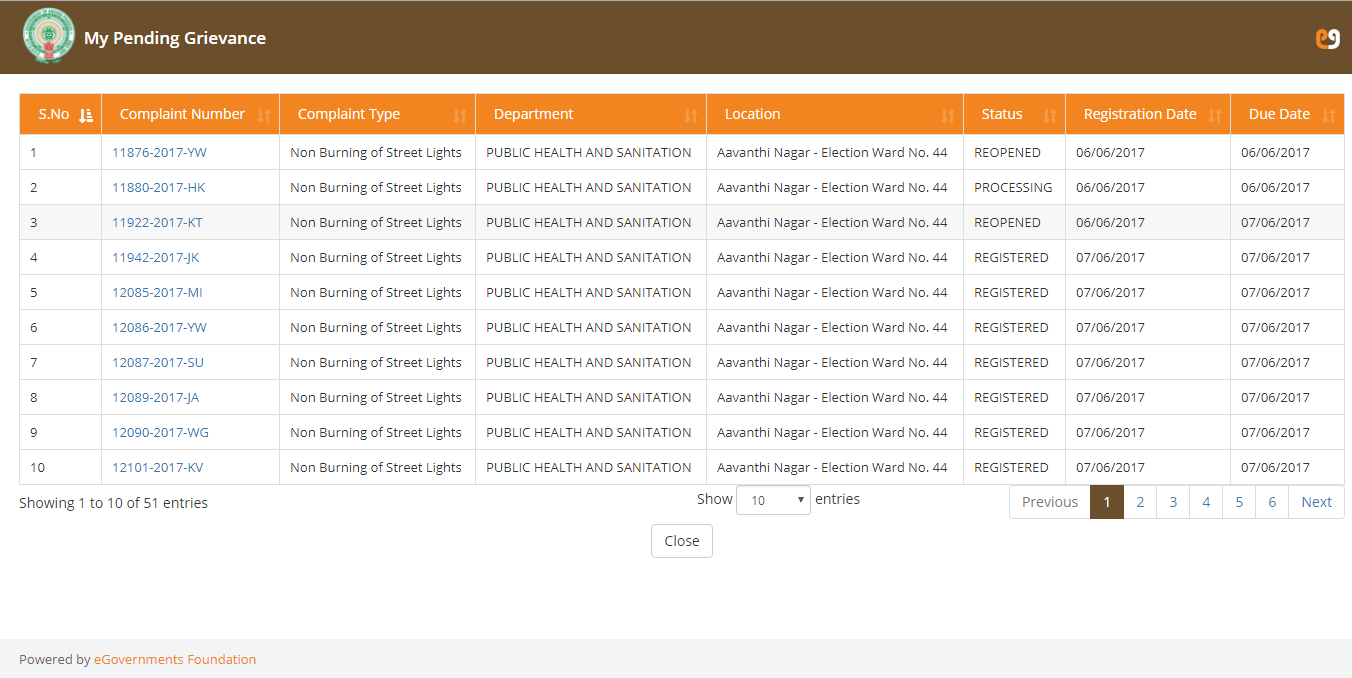 My Pending Grievance
S.No Complaint Number Complaint Type Department Location Status Registration Date Due Date
1 11876-2017-YW Non Burning of Street Lights PUBLIC HEALTH AND SANITATION Aavanthi Nagar - Election Ward No. 44 REOPENED 06/06/2017 06/06/2017
2 11880-2017-HK Non Burning of Street Lights PUBLIC HEALTH AND SANITATION Aavanthi Nagar - Election Ward No. 44 PROCESSING 06/06/2017 06/06/2017
3 11922-2017-KT Non Burning of Street Lights PUBLIC HEALTH AND SANITATION Aavanthi Nagar - Election Ward No. 44 REOPENED 06/06/2017 07/06/2017
4 11942-2017-JK Non Burning of Street Lights PUBLIC HEALTH AND SANITATION Aavanthi Nagar - Election Ward No. 44 REGISTERED 07/06/2017 07/06/2017
5 12085-2017-MI Non Burning of Street Lights PUBLIC HEALTH AND SANITATION Aavanthi Nagar - Election Ward No. 44 REGISTERED 07/06/2017 07/06/2017
6 12086-2017-YW Non Burning of Street Lights PUBLIC HEALTH AND SANITATION Aavanthi Nagar - Election Ward No. 44 REGISTERED 07/06/2017 07/06/2017
7 12087-2017-SU Non Burning of Street Lights PUBLIC HEALTH AND SANITATION Aavanthi Nagar - Election Ward No. 44 REGISTERED 07/06/2017 07/06/2017
8 12089-2017-JA Non Burning of Street Lights PUBLIC HEALTH AND SANITATION Aavanthi Nagar - Election Ward No. 44 REGISTERED 07/06/2017 07/06/2017
9 12090-2017-WG Non Burning of Street Lights PUBLIC HEALTH AND SANITATION Aavanthi Nagar - Election Ward No. 44 REGISTERED 07/06/2017 07/06/2017
10 12101-2017-KV Non Burning of Street Lights PUBLIC HEALTH AND SANITATION Aavanthi Nagar - Election Ward No. 44 REGISTERED 07/06/2017 07/06/2017
Showing 1 to 10 of 51 entries Show 10 entries Previous 1 2 3 4 5 6 Next
Close
Powered by eGovernments Foundation